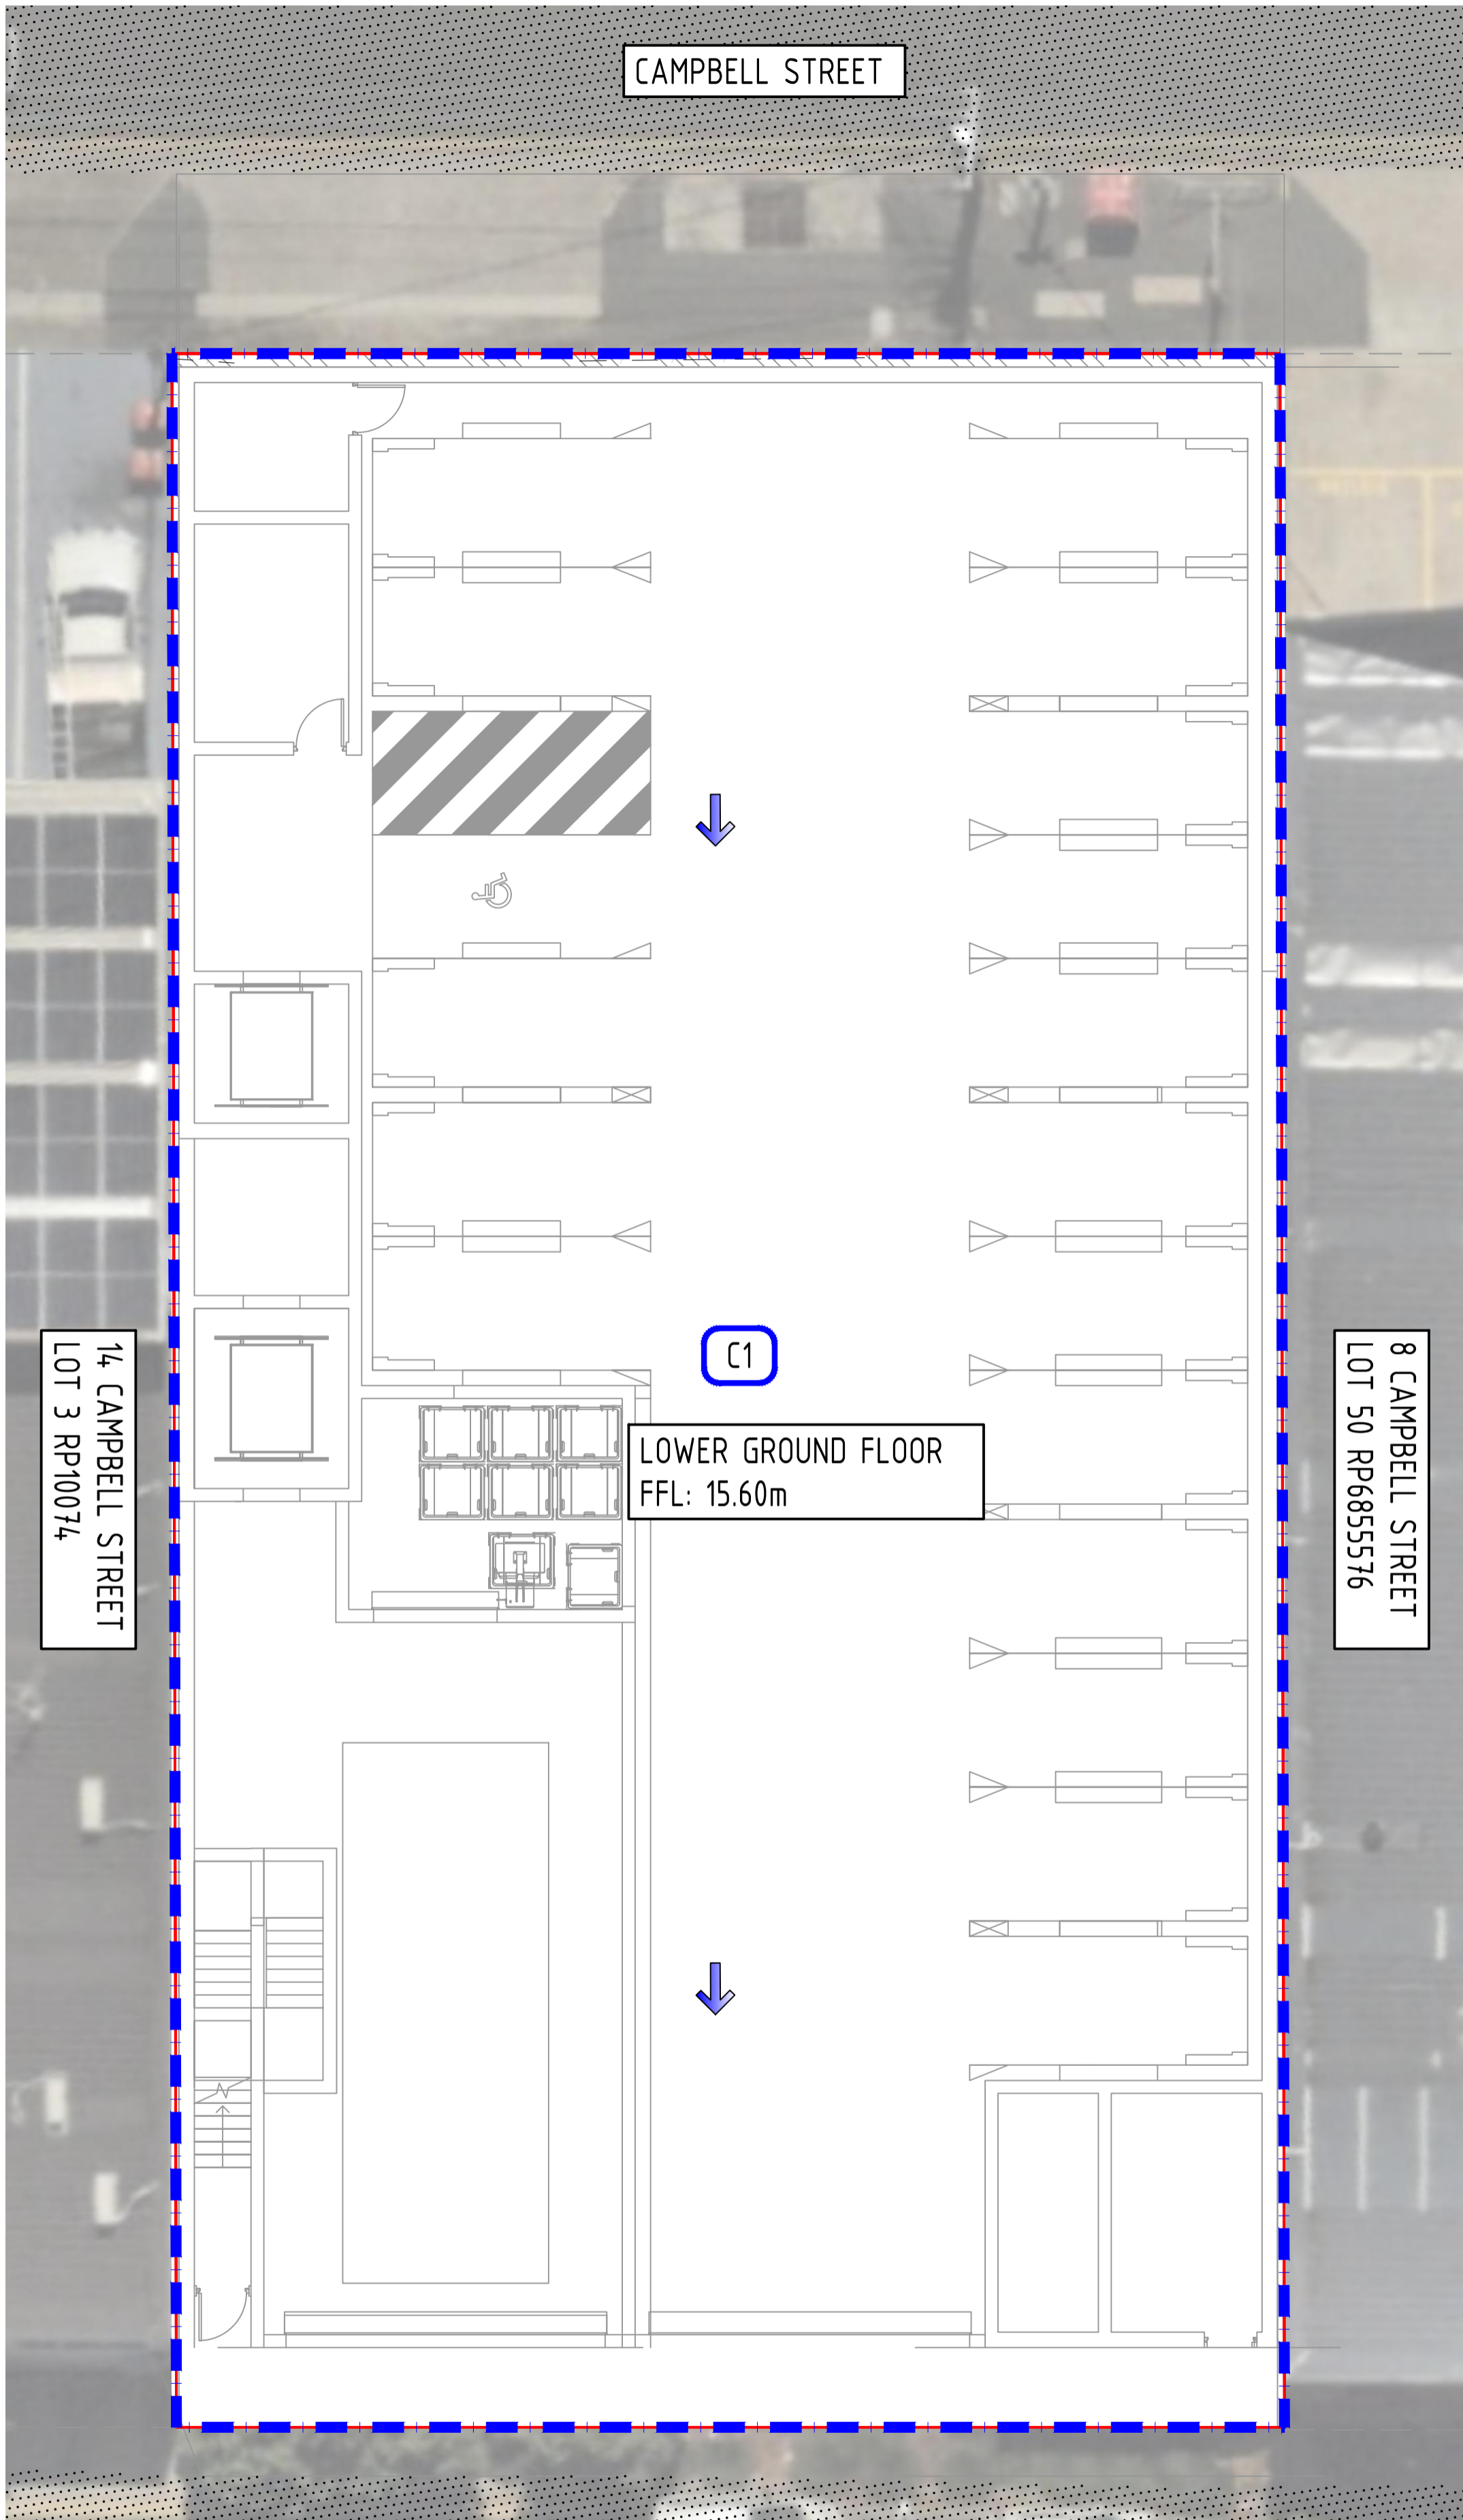 CAMPBELL STREET
C1
LOWER GROUND FLOOR
FFL: 15.60m
14 CAMPBELL STREET
LOT 3 RP10074
8 CAMPBELL STREET
LOT 50 RP6855576